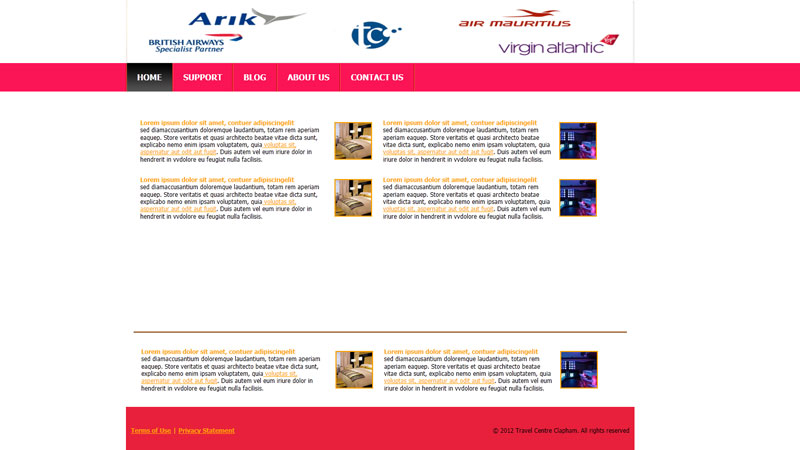 Arik
BRITISH AIRWAYS
Specialist Partner
tc
AIR MAURITIUS
virgin atlantic
HOME SUPPORT BLOG ABOUT US CONTACT US
Lorem ipsum dolor sit amet, contuer adipiscingelit
sed diamaccusantium doloremque laudantium, totam rem aperiam
eaquep. Store veritatis et quasi architecto beatae vitae dicta sunt,
explicabo nemo enim ipsam voluptatem, quia voluptas sit,
aspernatur aut odit aut fugit. Duis autem vel eum iriure dolor in
hendrerit in vvdolore eu feugiat nulla facilisis.
Lorem ipsum dolor sit amet, contuer adipiscingelit
sed diamaccusantium doloremque laudantium, totam rem
aperiam eaquep. Store veritatis et quasi architecto beatae
vitae dicta sunt, explicabo nemo enim ipsam voluptatem, quia
voluptas sit, aspernatur aut odit aut fugit. Duis autem vel eum
iriure dolor in hendrerit in vvdolore eu feugiat nulla facilisis.
Lorem ipsum dolor sit amet, contuer adipiscingelit
sed diamaccusantium doloremque laudantium, totam rem aperiam
eaquep. Store veritatis et quasi architecto beatae vitae dicta sunt,
explicabo nemo enim ipsam voluptatem, quia voluptas sit,
aspernatur aut odit aut fugit. Duis autem vel eum iriure dolor in
hendrerit in vvdolore eu feugiat nulla facilisis.
Lorem ipsum dolor sit amet, contuer adipiscingelit
sed diamaccusantium doloremque laudantium, totam rem
aperiam eaquep. Store veritatis et quasi architecto beatae
vitae dicta sunt, explicabo nemo enim ipsam voluptatem, quia
voluptas sit, aspernatur aut odit aut fugit. Duis autem vel eum
iriure dolor in hendrerit in vvdolore eu feugiat nulla facilisis.
Lorem ipsum dolor sit amet, contuer adipiscingelit
sed diamaccusantium doloremque laudantium, totam rem aperiam
eaquep. Store veritatis et quasi architecto beatae vitae dicta sunt,
explicabo nemo enim ipsam voluptatem, quia voluptas sit,
aspernatur aut odit aut fugit. Duis autem vel eum iriure dolor in
hendrerit in vvdolore eu feugiat nulla facilisis.
Lorem ipsum dolor sit amet, contuer adipiscingelit
sed diamaccusantium doloremque laudantium, totam rem
aperiam eaquep. Store veritatis et quasi architecto beatae
vitae dicta sunt, explicabo nemo enim ipsam voluptatem, quia
voluptas sit, aspernatur aut odit aut fugit. Duis autem vel eum
iriure dolor in hendrerit in vvdolore eu feugiat nulla facilisis.
Terms of Use | Privacy Statement
© 2012 Travel Centre Clapham. All rights reserved